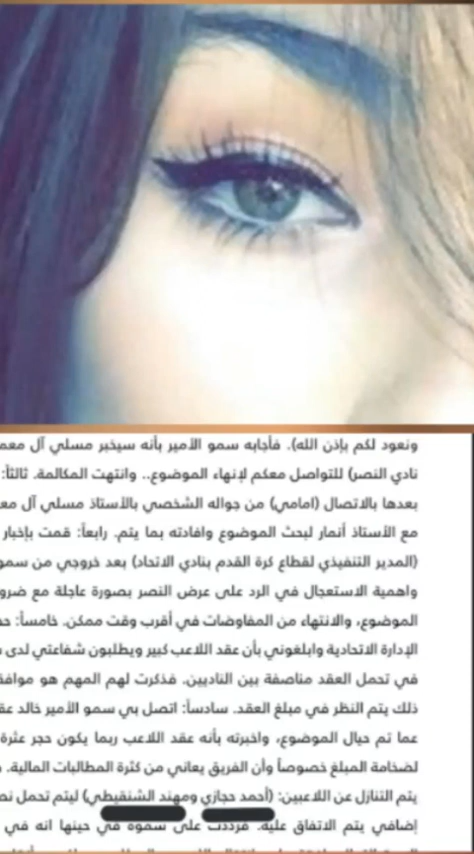 ونعود لكم بإذن الله). فأجابه سمو الأمير بأنه سيخبر مسلي آل معم
نادي النصر) للتواصل معكم لإنهاء الموضوع.. وانتهت المكالمة. ثالثاً:
بعدها بالاتصال (امامي) من جواله الشخصي بالأستاذ مسلي آل مع
مع الأستاذ أنمار لبحث الموضوع وافادته بما يتم. رابعاً: قمت بإخبار
(المدير التنفيذي لقطاع كرة القدم بنادي الاتحاد) بعد خروجي من سمو
واهمية الاستعجال في الرد على عرض النصر بصورة عاجلة مع ضرو
الموضوع، والانتهاء من المفاوضات في أقرب وقت ممكن. خامساً: حد
الإدارة الاتحادية وابلغوني بأن عقد اللاعب كبير ويطلبون شفاعتي لدى
في تحمل العقد مناصفة بين الناديين. فذكرت لهم المهم هو موافق
ذلك يتم النظر في مبلغ العقد. سادساً: اتصل بي سمو الأمير خالد عق
عما تم حيال الموضوع، واخبرته بأنه عقد اللاعب ربما يكون حجر عثرة
لضخامة المبلغ خصوصاً وأن الفريق يعاني من كثرة المطالبات المالية.
يتم التنازل عن اللاعبين: (أحمد حجازي ومهند الشنقيطي) ليتم تحمل نص
إضافي يتم الاتفاق عليه. فرددت على سموه في حينها انه في